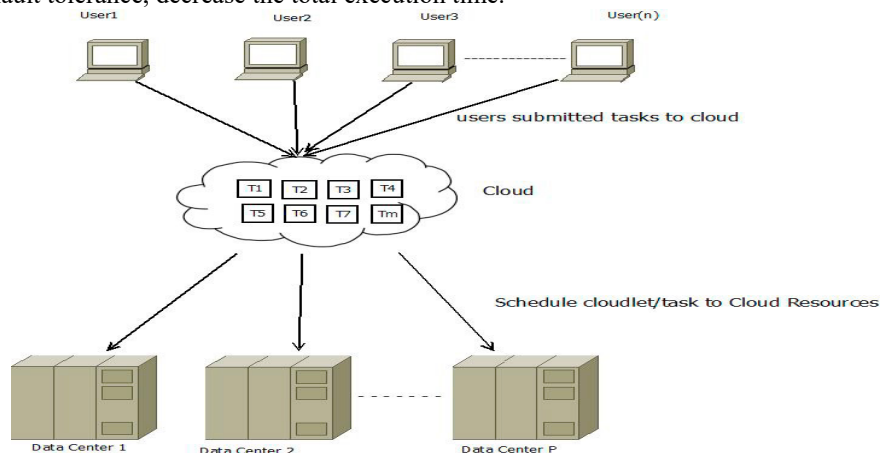 ault tolerance, decrease the total execution time.
User1 User2 User3 User(n)
users submitted tasks to cloud
T1 T2 T3 T4
Cloud
T5 T6 T7 Tm
Schedule cloudlet/task to Cloud Resources
Data Center 1 Data Center 2 Data Center P